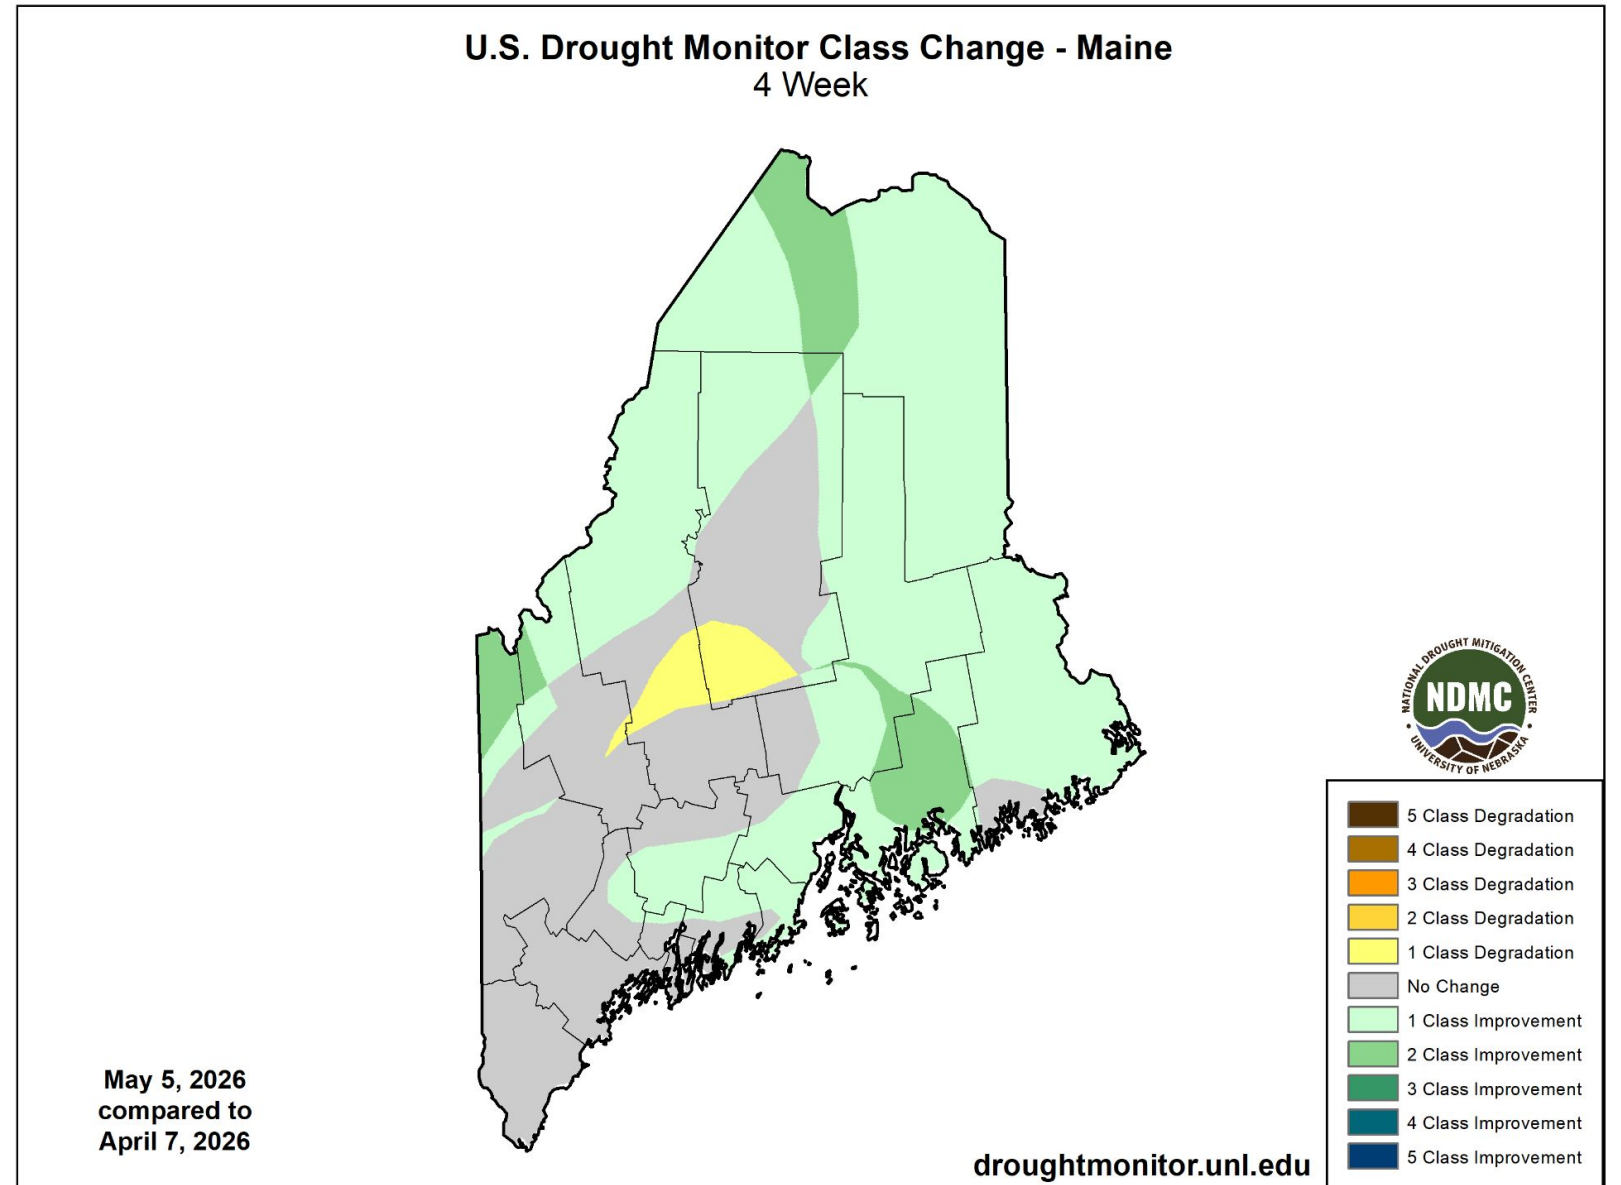 U.S. Drought Monitor Class Change - Maine
4 Week
NATIONAL DROUGHT MITIGATION CENTER
NDMC
UNIVERSITY OF NEBRASKA
5 Class Degradation
4 Class Degradation
3 Class Degradation
2 Class Degradation
1 Class Degradation
No Change
1 Class Improvement
2 Class Improvement
3 Class Improvement
4 Class Improvement
5 Class Improvement
May 5, 2026
compared to
April 7, 2026
droughtmonitor.unl.edu